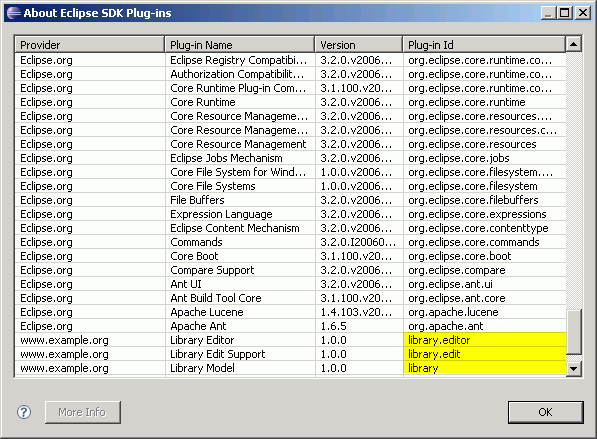 About Eclipse SDK Plug-ins
Provider Plug-in Name Version Plug-in Id
Eclipse.org Eclipse Registry Compatibi... 3.2.0.v2006... org.eclipse.core.runtime.co...
Eclipse.org Authorization Compatibilit... 3.2.0.v2006... org.eclipse.core.runtime.co...
Eclipse.org Core Runtime Plug-in Com... 3.1.100.v20... org.eclipse.core.runtime.co...
Eclipse.org Core Runtime 3.2.0.v2006... org.eclipse.core.runtime
Eclipse.org Core Resource Manageme... 3.2.0.v2006... org.eclipse.core.resources....
Eclipse.org Core Resource Manageme... 3.2.0.v2006... org.eclipse.core.resources.c...
Eclipse.org Core Resource Management 3.2.0.v2006... org.eclipse.core.resources
Eclipse.org Eclipse Jobs Mechanism 3.2.0.v2006... org.eclipse.core.jobs
Eclipse.org Core File System for Wind... 1.0.0.v2006... org.eclipse.core.filesystem....
Eclipse.org Core File Systems 1.0.0.v2006... org.eclipse.core.filesystem
Eclipse.org File Buffers 3.2.0.v2006... org.eclipse.core.filebuffers
Eclipse.org Expression Language 3.2.0.v2006... org.eclipse.core.expressions
Eclipse.org Eclipse Content Mechanism 3.2.0.v2006... org.eclipse.core.contenttype
Eclipse.org Commands 3.2.0.I20060... org.eclipse.core.commands
Eclipse.org Core Boot 3.1.100.v20... org.eclipse.core.boot
Eclipse.org Compare Support 3.2.0.v2006... org.eclipse.compare
Eclipse.org Ant UI 3.2.0.v2006... org.eclipse.ant.ui
Eclipse.org Ant Build Tool Core 3.1.100.v20... org.eclipse.ant.core
Eclipse.org Apache Lucene 1.4.103.v20... org.apache.lucene
Eclipse.org Apache Ant 1.6.5 org.apache.ant
www.example.org Library Editor 1.0.0 library.editor
www.example.org Library Edit Support 1.0.0 library.edit
www.example.org Library Model 1.0.0 library
? More Info OK